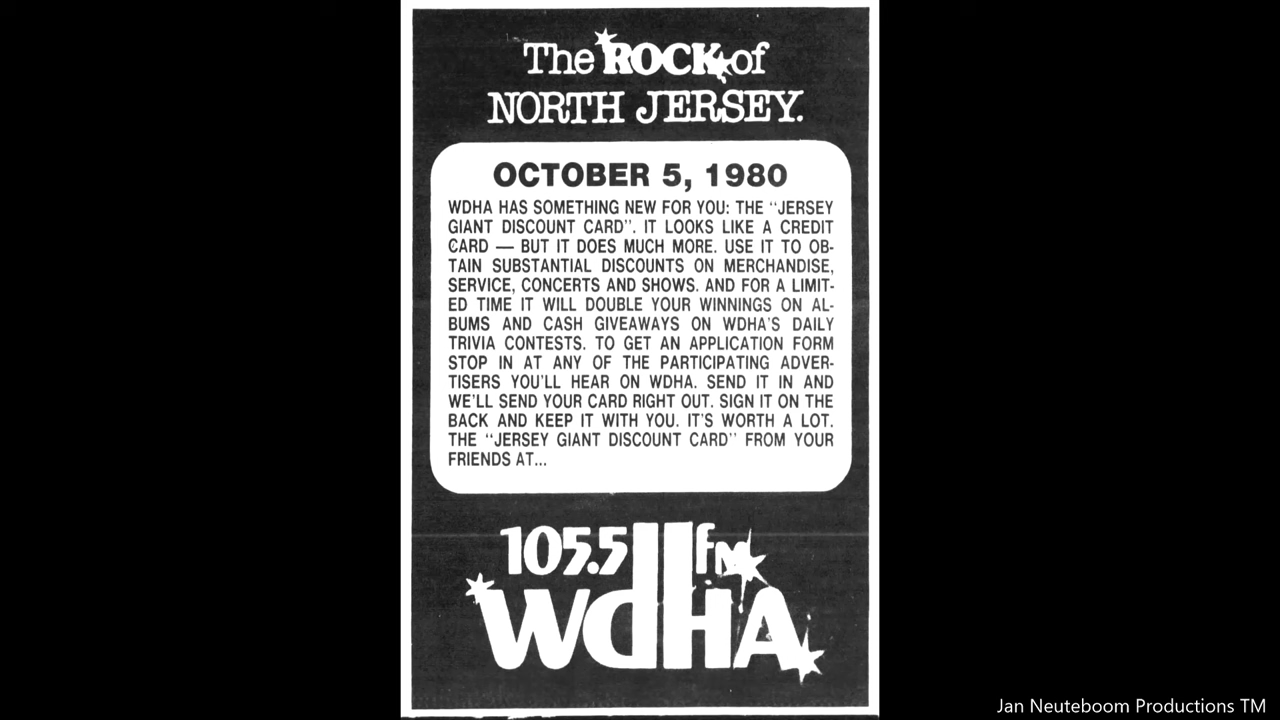 The ROCK of
NORTH JERSEY.
OCTOBER 5, 1980
WDHA HAS SOMETHING NEW FOR YOU: THE "JERSEY
GIANT DISCOUNT CARD". IT LOOKS LIKE A CREDIT
CARD — BUT IT DOES MUCH MORE. USE IT TO OB-
TAIN SUBSTANTIAL DISCOUNTS ON MERCHANDISE,
SERVICE, CONCERTS AND SHOWS. AND FOR A LIMIT-
ED TIME IT WILL DOUBLE YOUR WINNINGS ON AL-
BUMS AND CASH GIVEAWAYS ON WDHA'S DAILY
TRIVIA CONTESTS. TO GET AN APPLICATION FORM
STOP IN AT ANY OF THE PARTICIPATING ADVER-
TISERS YOU'LL HEAR ON WDHA. SEND IT IN AND
WE'LL SEND YOUR CARD RIGHT OUT. SIGN IT ON THE
BACK AND KEEP IT WITH YOU. IT'S WORTH A LOT.
THE "JERSEY GIANT DISCOUNT CARD" FROM YOUR
FRIENDS AT...
105.5 fM
WdHA
Jan Neuteboom Productions TM